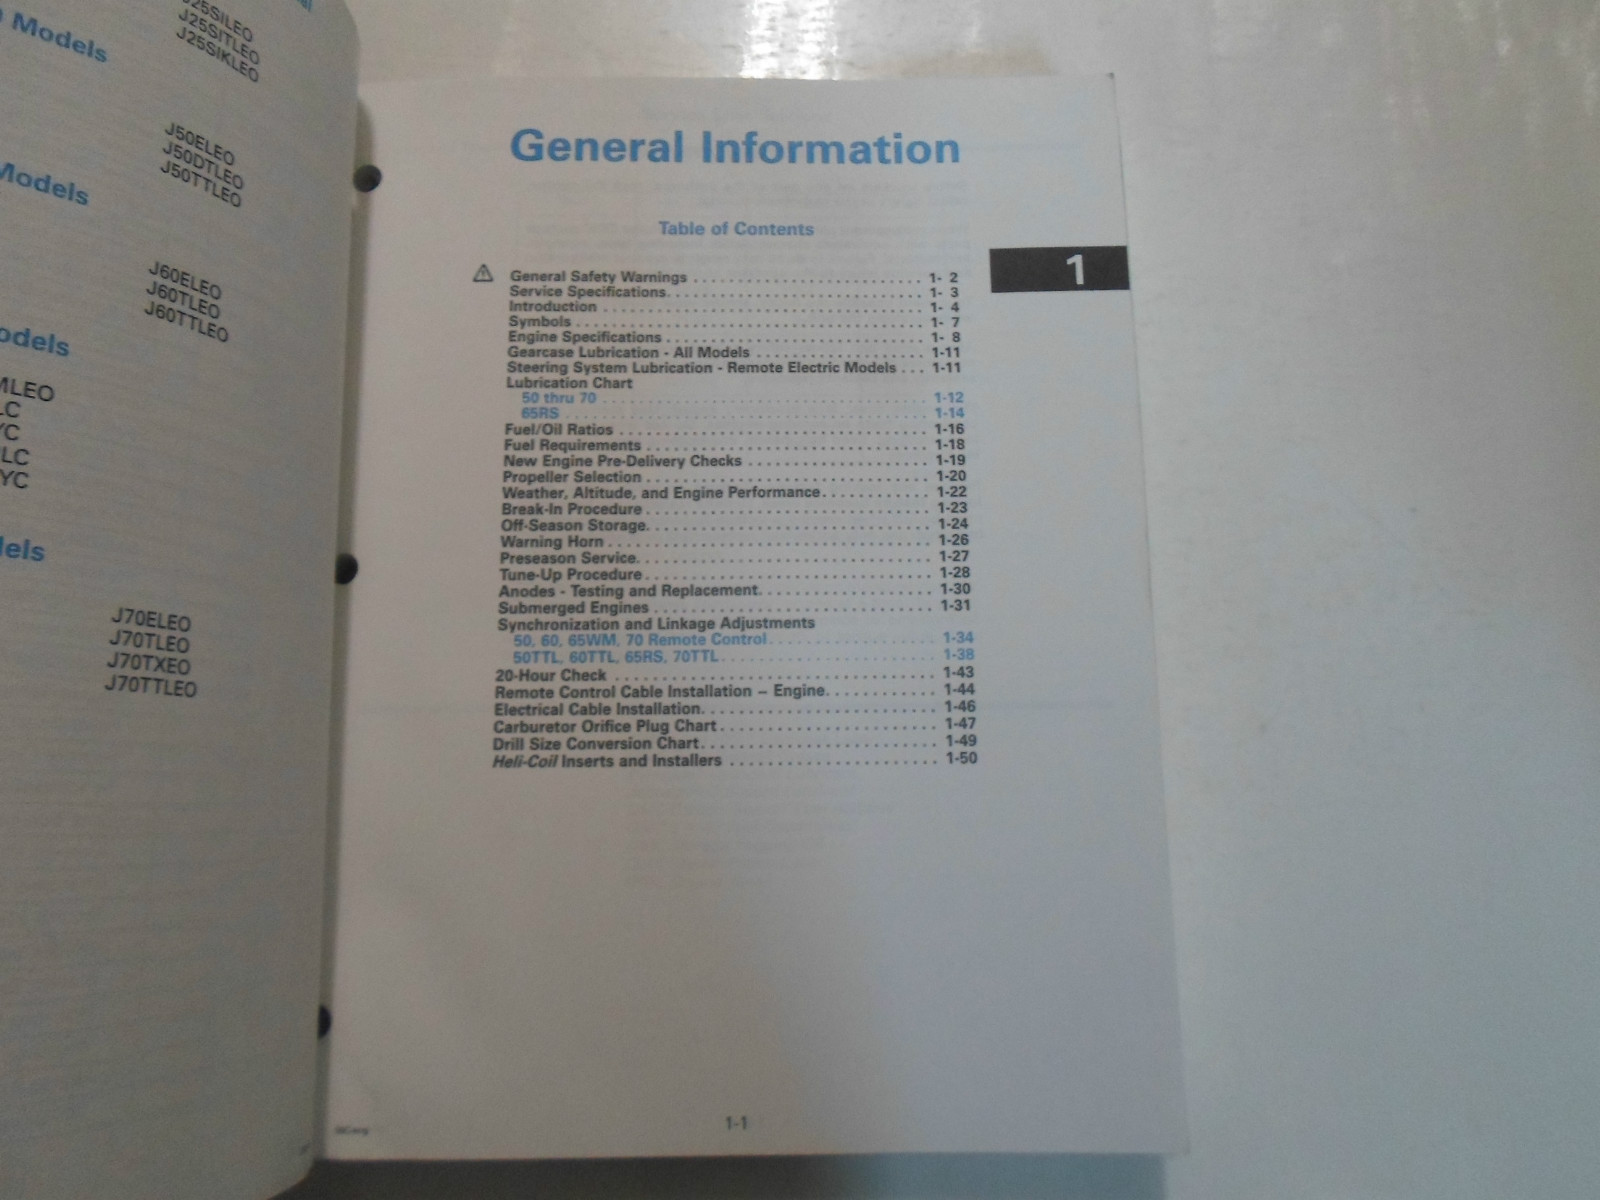 J25SILEO
J25SITLEO
J25SIKLEO
Models
J50ELEO
J50DTLEO
J50TTLEO
Models
J60ELEO
J60TLEO
J60TTLEO
odels
MLEO
LC
YC
LC
YC
dels
J70ELEO
J70TLEO
J70TXEO
J70TTLEO
General Information
Table of Contents
1
General Safety Warnings . . . . . . . . . . 1- 2
Service Specifications. . . . . . . . . . 1- 3
Introduction . . . . . . . . . . 1- 4
Symbols . . . . . . . . . . 1- 7
Engine Specifications . . . . . . . . . . 1- 8
Gearcase Lubrication - All Models . . . . . . . . . . 1-11
Steering System Lubrication - Remote Electric Models . . . 1-11
Lubrication Chart
50 thru 70 . . . . . . . . . . 1-12
65RS . . . . . . . . . . 1-14
Fuel/Oil Ratios . . . . . . . . . . 1-16
Fuel Requirements . . . . . . . . . . 1-18
New Engine Pre-Delivery Checks . . . . . . . . . . 1-19
Propeller Selection . . . . . . . . . . 1-20
Weather, Altitude, and Engine Performance. . . . . . . . . . 1-22
Break-In Procedure . . . . . . . . . . 1-23
Off-Season Storage. . . . . . . . . . 1-24
Warning Horn . . . . . . . . . . 1-26
Preseason Service. . . . . . . . . . 1-27
Tune-Up Procedure . . . . . . . . . . 1-28
Anodes - Testing and Replacement. . . . . . . . . . 1-30
Submerged Engines . . . . . . . . . . 1-31
Synchronization and Linkage Adjustments
50, 60, 65WM, 70 Remote Control. . . . . . . . . . 1-34
50TTL, 60TTL, 65RS, 70TTL. . . . . . . . . . 1-38
20-Hour Check . . . . . . . . . . 1-43
Remote Control Cable Installation – Engine. . . . . . . . . . 1-44
Electrical Cable Installation. . . . . . . . . . 1-46
Carburetor Orifice Plug Chart . . . . . . . . . . 1-47
Drill Size Conversion Chart. . . . . . . . . . 1-49
Heli-Coil Inserts and Installers . . . . . . . . . . 1-50
1-1